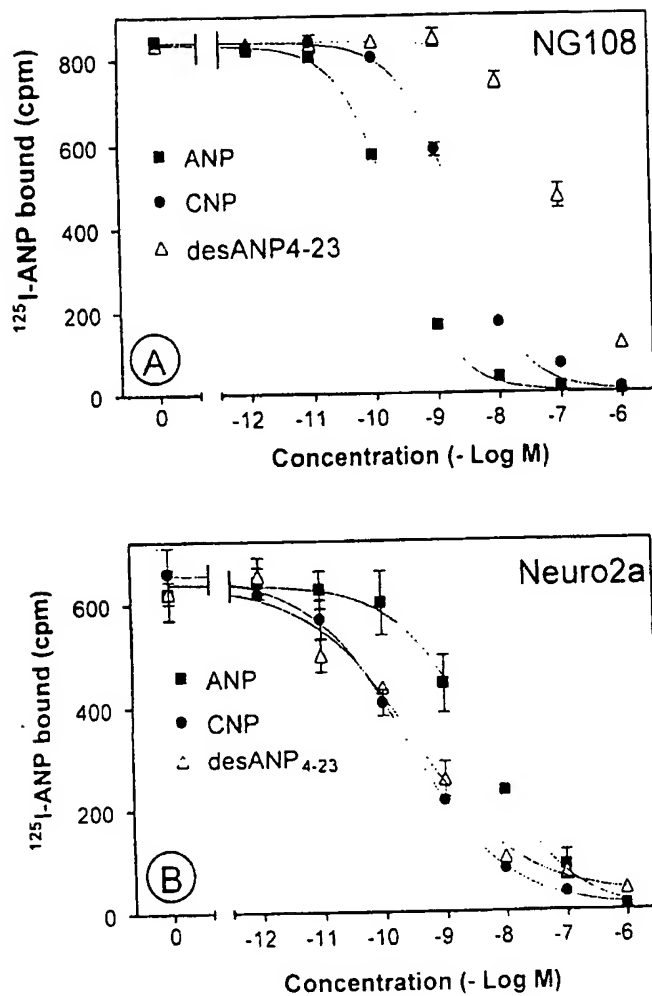 NG108
800
600
400
200
0
¹²⁵I-ANP bound (cpm)
■ ANP
● CNP
△ desANP4-23
A
0 -12 -11 -10 -9 -8 -7 -6
Concentration (- Log M)
Neuro2a
600
400
200
0
¹²⁵I-ANP bound (cpm)
■ ANP
● CNP
△ desANP₄₋₂₃
B
0 -12 -11 -10 -9 -8 -7 -6
Concentration (- Log M)